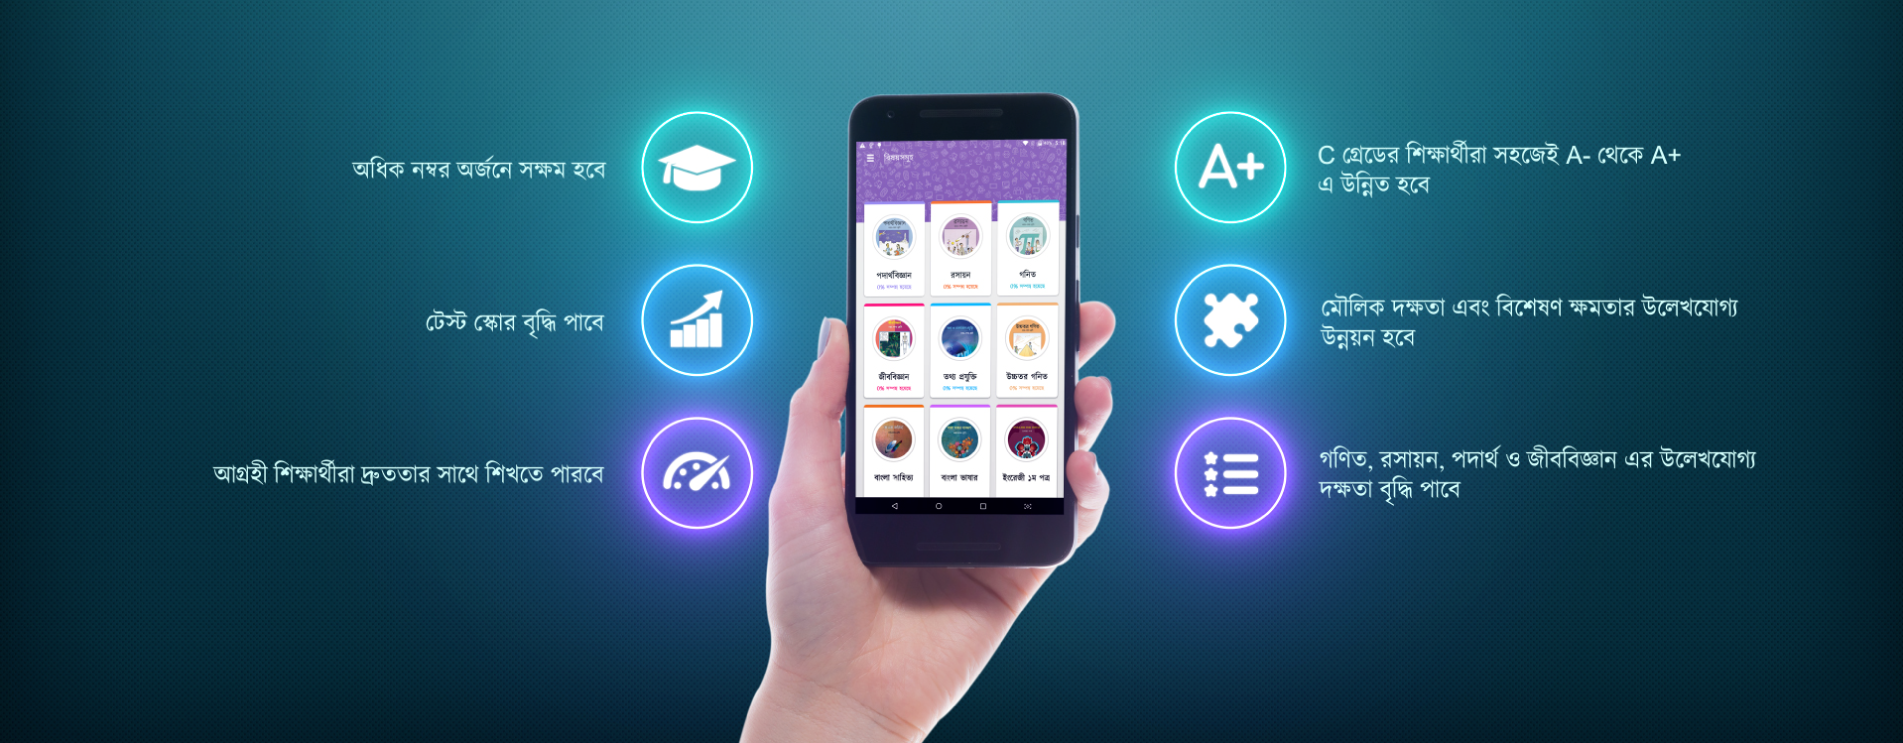 অধিক নম্বর অর্জনে সক্ষম হবে
টেস্ট স্কোর বৃদ্ধি পাবে
আগ্রহী শিক্ষার্থীরা দ্রুততার সাথে শিখতে পারবে
বিষয়সমূহ
পদার্থবিজ্ঞান
রসায়ন
গনিত
জীববিজ্ঞান
তথ্য প্রযুক্তি
উচ্চতর গনিত
বাংলা সাহিত্য
বাংলা ভাষার
ইংরেজী ১ম পত্র
A+
C গ্রেডের শিক্ষার্থীরা সহজেই A- থেকে A+
এ উন্নিত হবে
মৌলিক দক্ষতা এবং বিশেষণ ক্ষমতার উলেখযোগ্য
উন্নয়ন হবে
গণিত, রসায়ন, পদার্থ ও জীববিজ্ঞান এর উলেখযোগ্য
দক্ষতা বৃদ্ধি পাবে